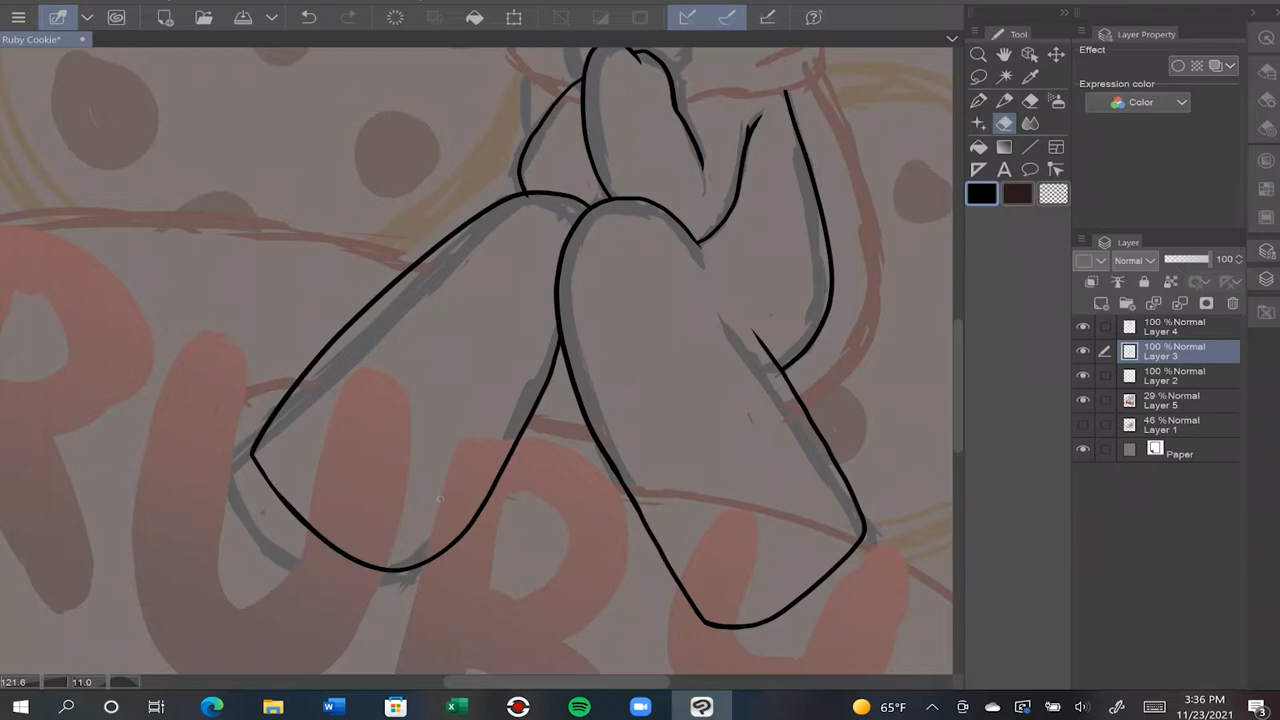 Ruby Cookie*
Tool
Layer Property
Effect
Expression color
Color
Layer
Normal
100
100 %Normal
Layer 4
100 %Normal
Layer 3
100 %Normal
Layer 2
29 %Normal
Layer 5
46 %Normal
Layer 1
Paper
RUBY
RU
121.6
11.0
65°F
3:36 PM
11/23/2021
3